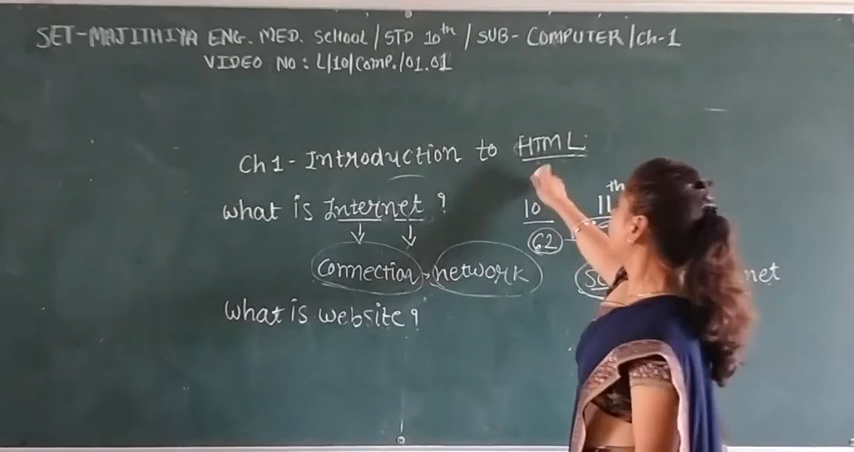 SET-MAJITHIYA ENG. MED. School / STD 10th / SUB- COMPUTER / Ch-1
VIDEO NO: L/10/Comp./01.01
Ch 1 - Introduction to HTML
What is Internet ?
10 11th
62
Connection network net
What is website ?